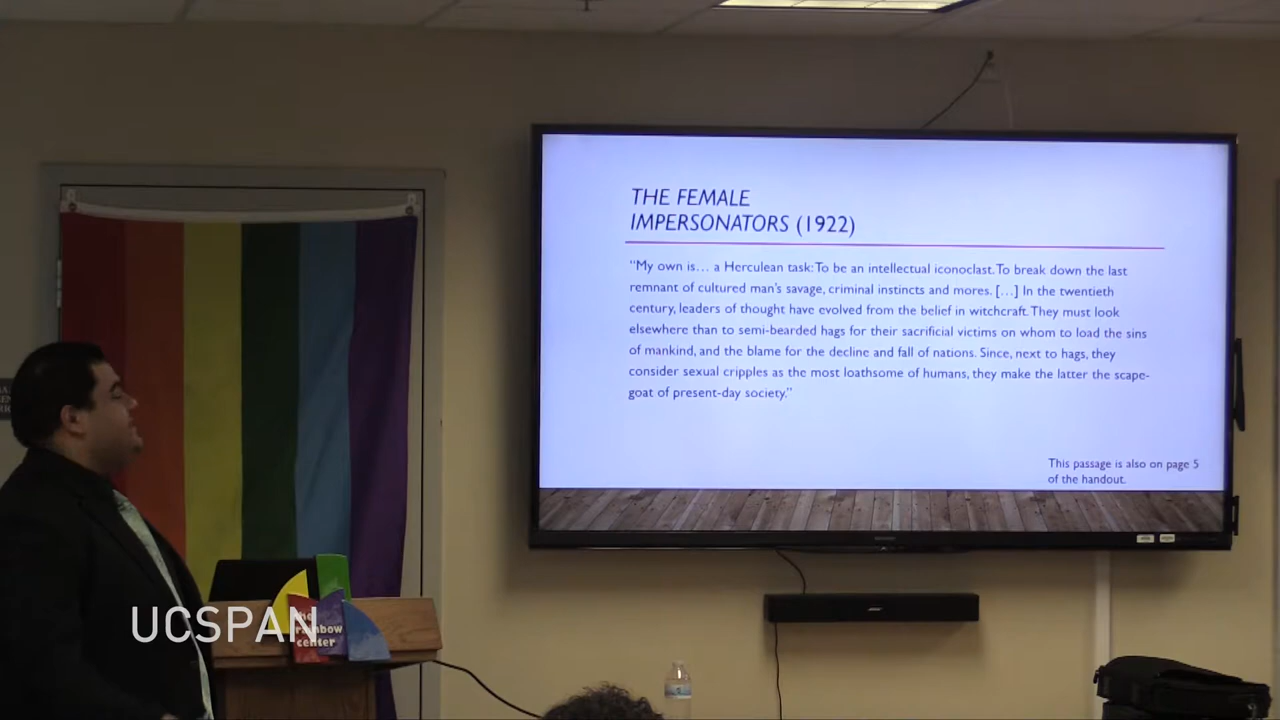 THE FEMALE
IMPERSONATORS (1922)
"My own is… a Herculean task: To be an intellectual iconoclast. To break down the last
remnant of cultured man's savage, criminal instincts and mores. […] In the twentieth
century, leaders of thought have evolved from the belief in witchcraft. They must look
elsewhere than to semi-bearded hags for their sacrificial victims on whom to load the sins
of mankind, and the blame for the decline and fall of nations. Since, next to hags, they
consider sexual cripples as the most loathsome of humans, they make the latter the scape-
goat of present-day society."
This passage is also on page 5
of the handout.
UCSPAN
the
rainbow
center